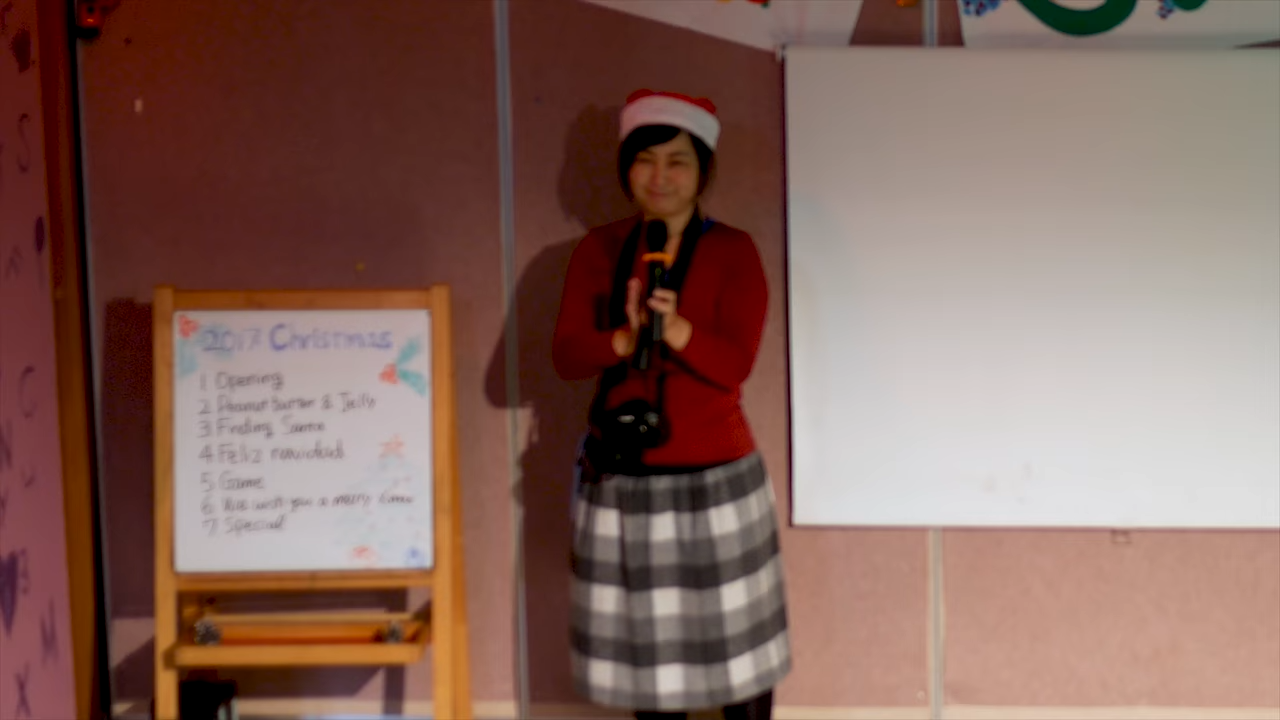 2017 Christmas
1 Opening
2 Peanut butter & Jelly
3 Finding Santa
4 Feliz navidad
5 Game
6 We wish you a merry
7 Special